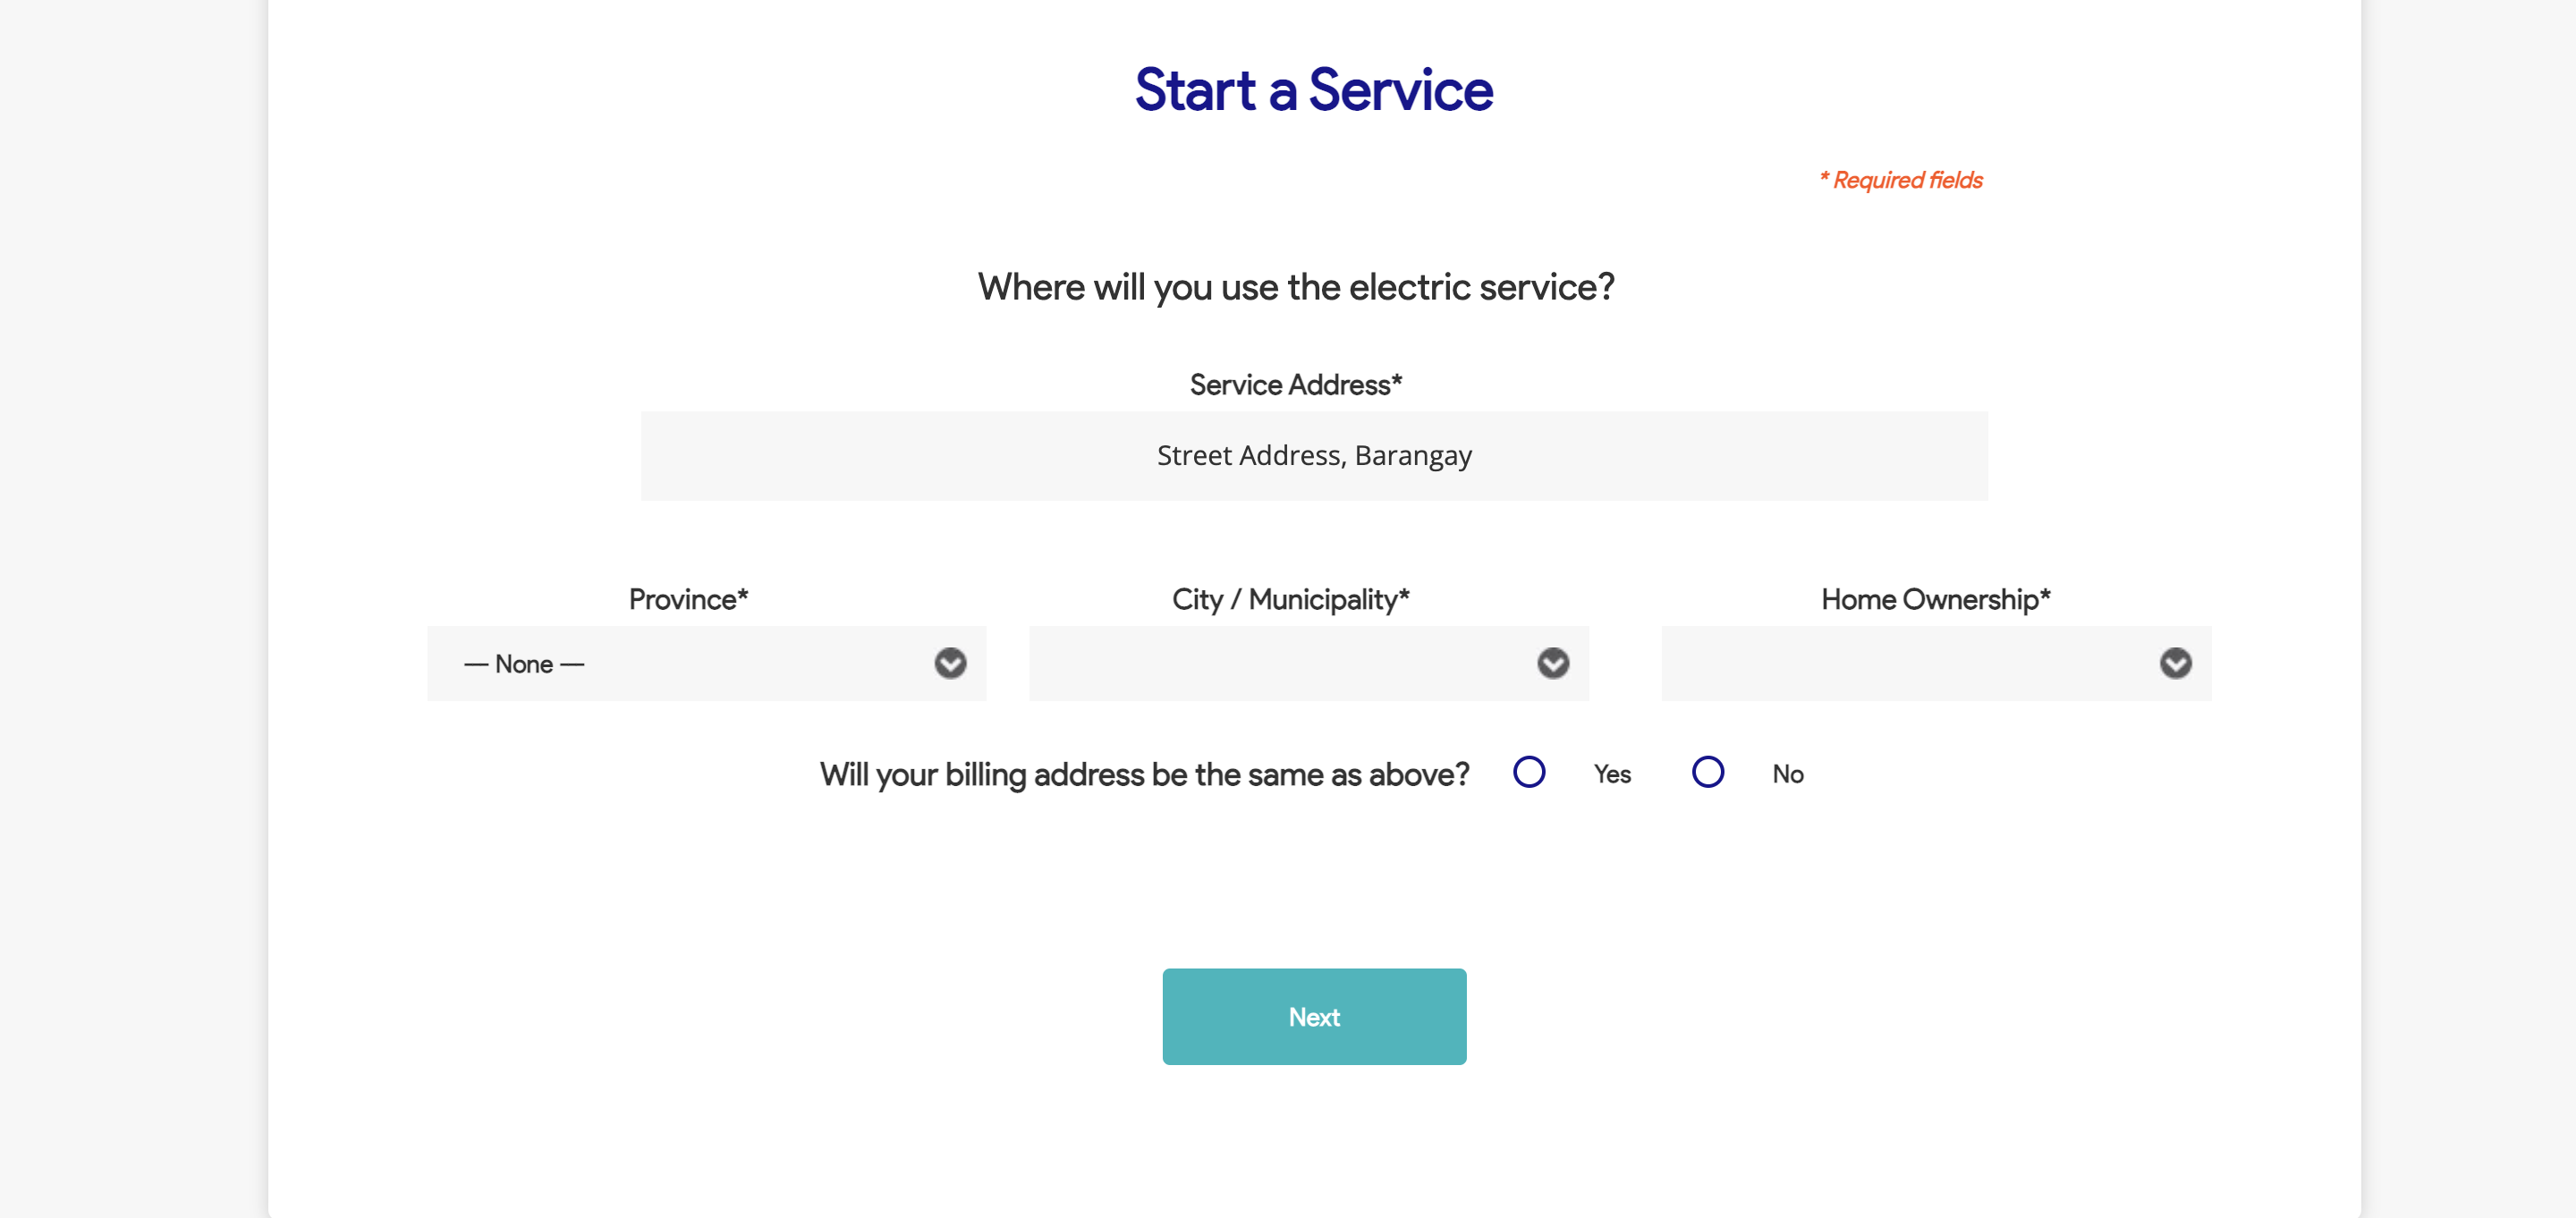 Start a Service
* Required fields
Where will you use the electric service?
Service Address*
Street Address, Barangay
Province* City / Municipality* Home Ownership*
— None —
Will your billing address be the same as above? Yes No
Next